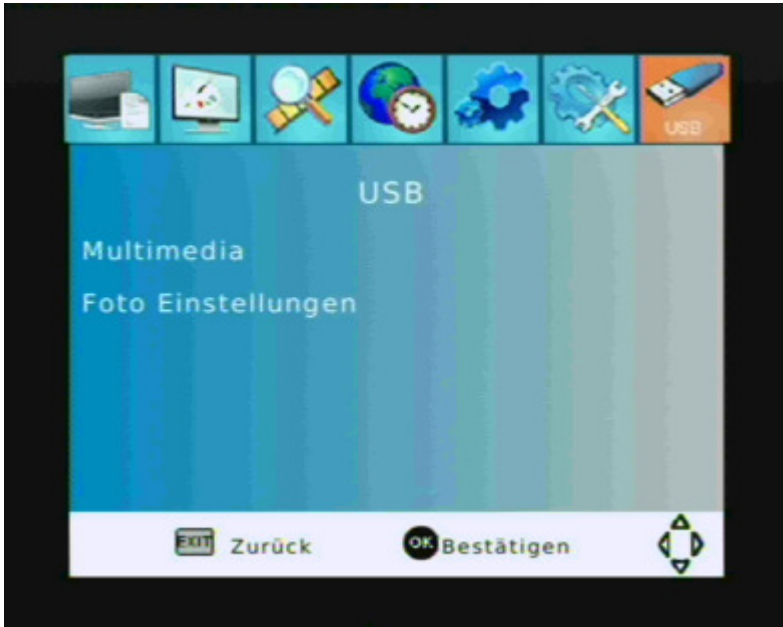 USB
USB
Multimedia
Foto Einstellungen
EXIT Zurück OK Bestätigen